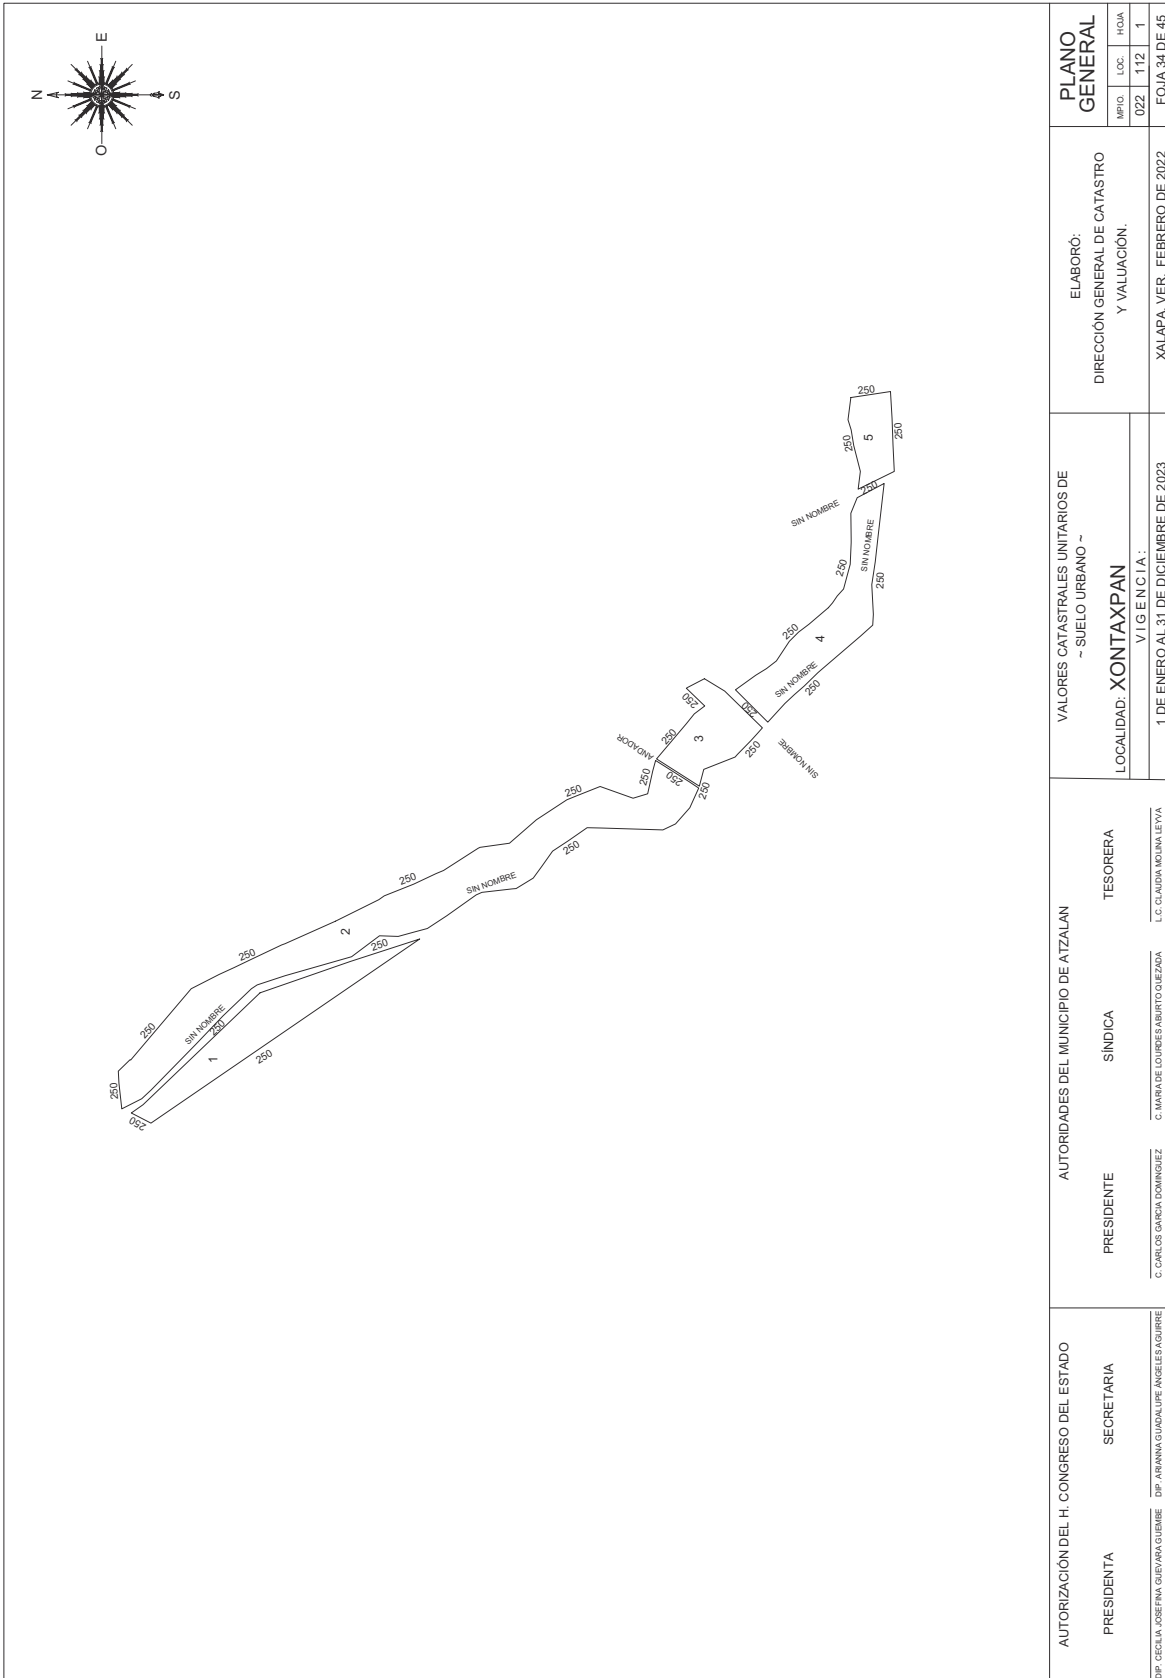 N
E
S
O
250
250
250
SIN NOMBRE
250
1
250
250
2
250
250
SIN NOMBRE
250
250
250
ANDADOR
250
250
250
3
250
250
250
SIN NOMBRE
250
SIN NOMBRE
250
4
250
250
SIN NOMBRE
250
SIN NOMBRE
250
250
5
250
250
AUTORIZACIÓN DEL H. CONGRESO DEL ESTADO
PRESIDENTA
SECRETARIA
DIP. CECILIA JOSEFINA GUEVARA GUEMBE
DIP. ARIANNA GUADALUPE ÁNGELES AGUIRRE
AUTORIDADES DEL MUNICIPIO DE ATZALAN
PRESIDENTE
SÍNDICA
TESORERA
C. CARLOS GARCIA DOMINGUEZ
C. MARIA DE LOURDES ABURTO QUEZADA
L.C. CLAUDIA MOLINA LEYVA
VALORES CATASTRALES UNITARIOS DE
~ SUELO URBANO ~
LOCALIDAD: XONTAXPAN
VIGENCIA:
1 DE ENERO AL 31 DE DICIEMBRE DE 2023
ELABORÓ:
DIRECCIÓN GENERAL DE CATASTRO
Y VALUACIÓN.
XALAPA, VER., FEBRERO DE 2022
PLANO
GENERAL
MPIO. LOC. HOJA
022 112 1
FOJA 34 DE 45